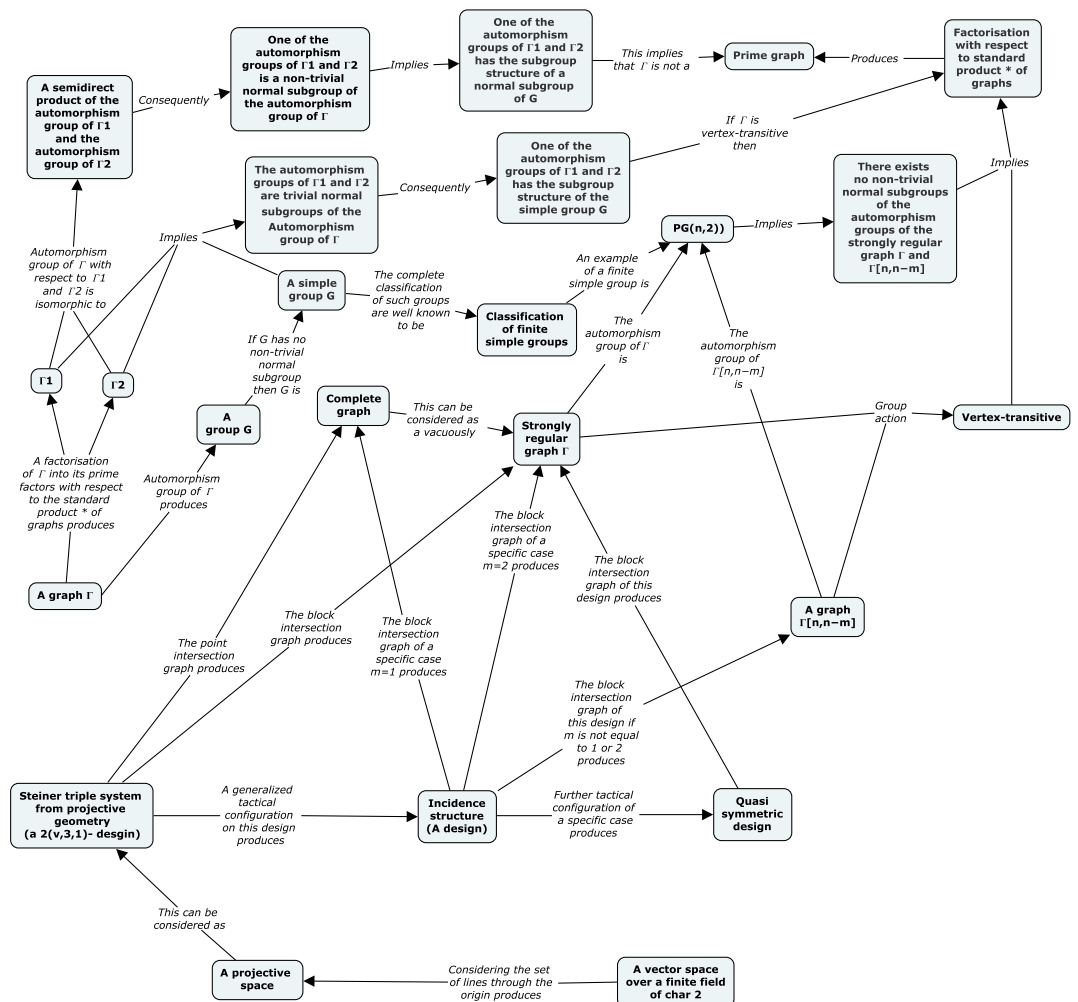 One of the
automorphism
groups of Γ1 and Γ2
is a non-trivial
normal subgroup of
the automorphism
group of Γ
One of the
automorphism
groups of Γ1 and Γ2
has the subgroup
structure of a
normal subgroup
of G
This implies
that Γ is not a
Prime graph
Produces
Factorisation
with respect
to standard
product * of
graphs
Implies
A semidirect
product of the
automorphism
group of Γ1
and the
automorphism
group of Γ2
Consequently
If Γ is
vertex-transitive
then
The automorphism
groups of Γ1 and Γ2
are trivial normal
subgroups of the
Automorphism
group of Γ
Consequently
One of the
automorphism
groups of Γ1 and Γ2
has the subgroup
structure of the
simple group G
There exists
no non-trivial
normal subgroups
of the
automorphism
groups of the
strongly regular
graph Γ and
Γ[n,n−m]
Implies
PG(n,2))
Implies
Automorphism
group of Γ with
respect to Γ1
and Γ2 is
isomorphic to
Implies
A simple
group G
The complete
classification
of such groups
are well known
to be
An example
of a finite
simple group is
Classification
of finite
simple groups
The
automorphism
group of Γ
is
The
automorphism
group of
Γ[n,n−m]
is
If G has no
non-trivial
normal
subgroup
then G is
Γ1
Γ2
A
group G
Complete
graph
This can be
considered as
a vacuously
Strongly
regular
graph Γ
Group
action
Vertex-transitive
A factorisation
of Γ into its prime
factors with respect
to the standard
product * of
graphs produces
Automorphism
group of Γ
produces
The block
intersection
graph of a
specific case
m=2 produces
The block
intersection
graph of this
design produces
A graph Γ
A graph
Γ[n,n−m]
The point
intersection
graph produces
The block
intersection
graph produces
The block
intersection
graph of a
specific case
m=1 produces
The block
intersection
graph of
this design if
m is not equal
to 1 or 2
produces
Steiner triple system
from projective
geometry
(a 2(v,3,1)- desgin)
A generalized
tactical
configuration
on this design
produces
Incidence
structure
(A design)
Further tactical
configuration of
a specific case
produces
Quasi
symmetric
design
This can be
considered as
A projective
space
Considering the set
of lines through the
origin produces
A vector space
over a finite field
of char 2